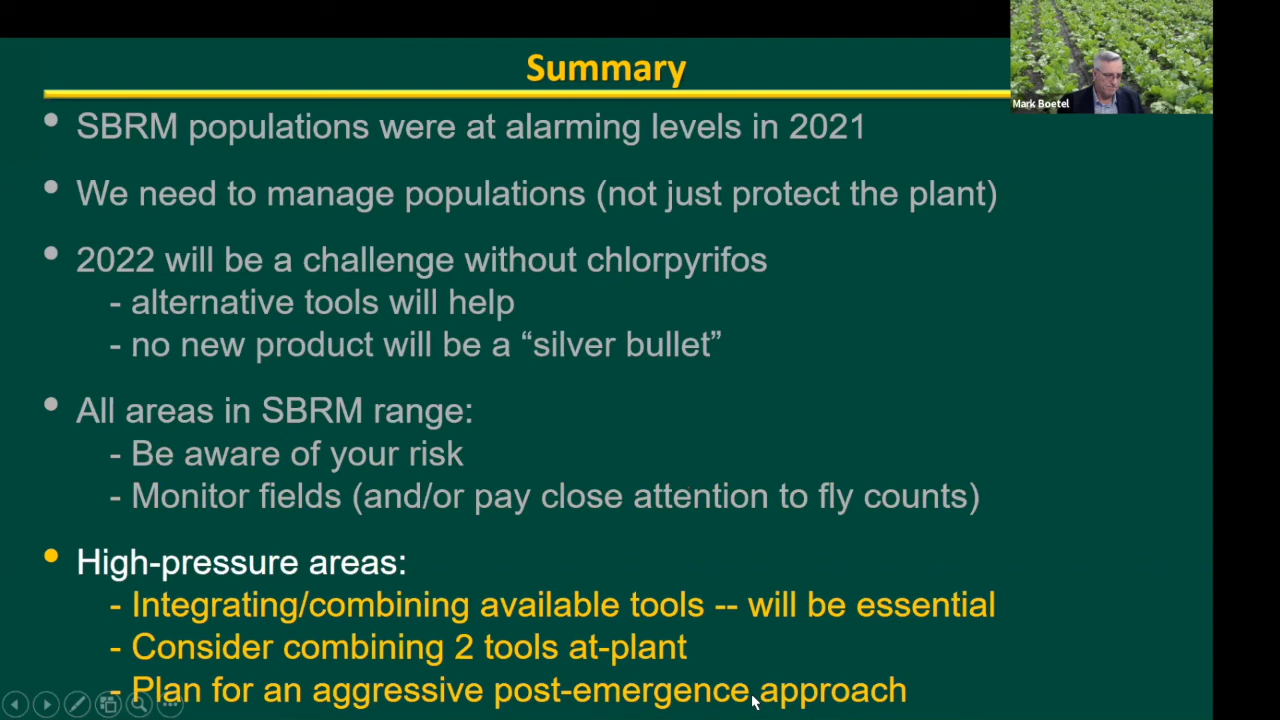 Summary
Mark Boetel
• SBRM populations were at alarming levels in 2021
• We need to manage populations (not just protect the plant)
• 2022 will be a challenge without chlorpyrifos
- alternative tools will help
- no new product will be a “silver bullet”
• All areas in SBRM range:
- Be aware of your risk
- Monitor fields (and/or pay close attention to fly counts)
• High-pressure areas:
- Integrating/combining available tools -- will be essential
- Consider combining 2 tools at-plant
- Plan for an aggressive post-emergence approach